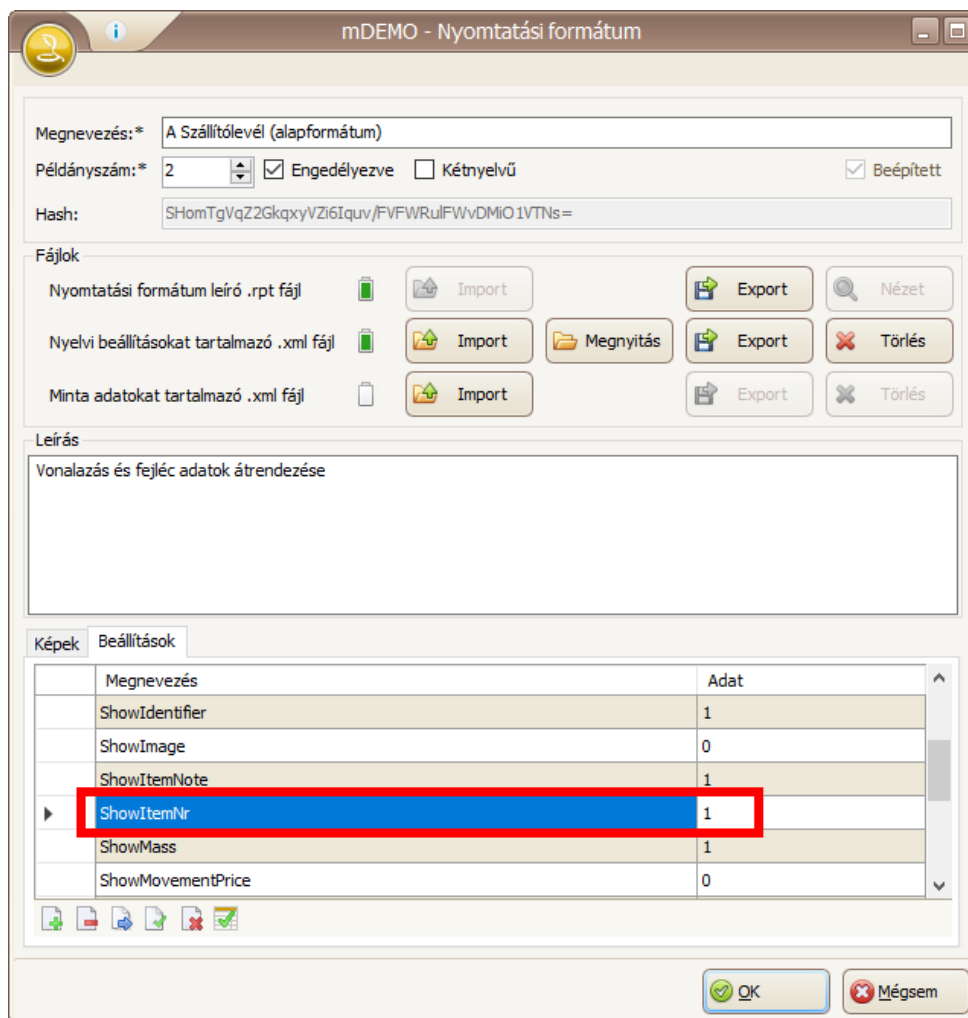 mDEMO - Nyomtatási formátum
Megnevezés:* A Szállítólevél (alapformátum)
Példányszám:* 2 Engedélyezve Kétnyelvű Beépített
Hash: SHomTgVqZ2GkqxyVZi6Iquv/FVFWRulFWvDMiO1VTNs=
Fájlok
Nyomtatási formátum leíró .rpt fájl Import Export Nézet
Nyelvi beállításokat tartalmazó .xml fájl Import Megnyitás Export Törlés
Minta adatokat tartalmazó .xml fájl Import Export Törlés
Leírás
Vonalazás és fejléc adatok átrendezése
Képek Beállítások
Megnevezés Adat
ShowIdentifier 1
ShowImage 0
ShowItemNote 1
ShowItemNr 1
ShowMass 1
ShowMovementPrice 0
OK Mégsem